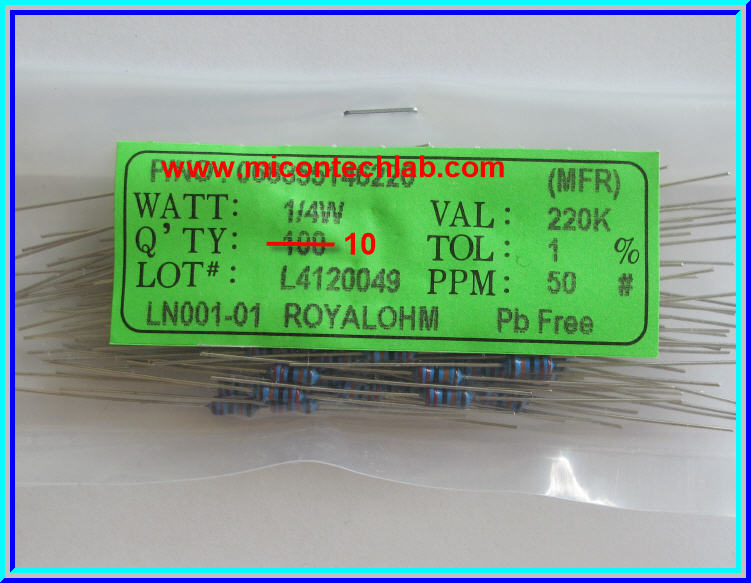 www.micontechlab.com
(MFR)
WATT: 1/4W VAL: 220K
Q'TY: 100 10 TOL: 1 %
LOT#: L4120049 PPM: 50 #
LN001-01 ROYALOHM Pb Free